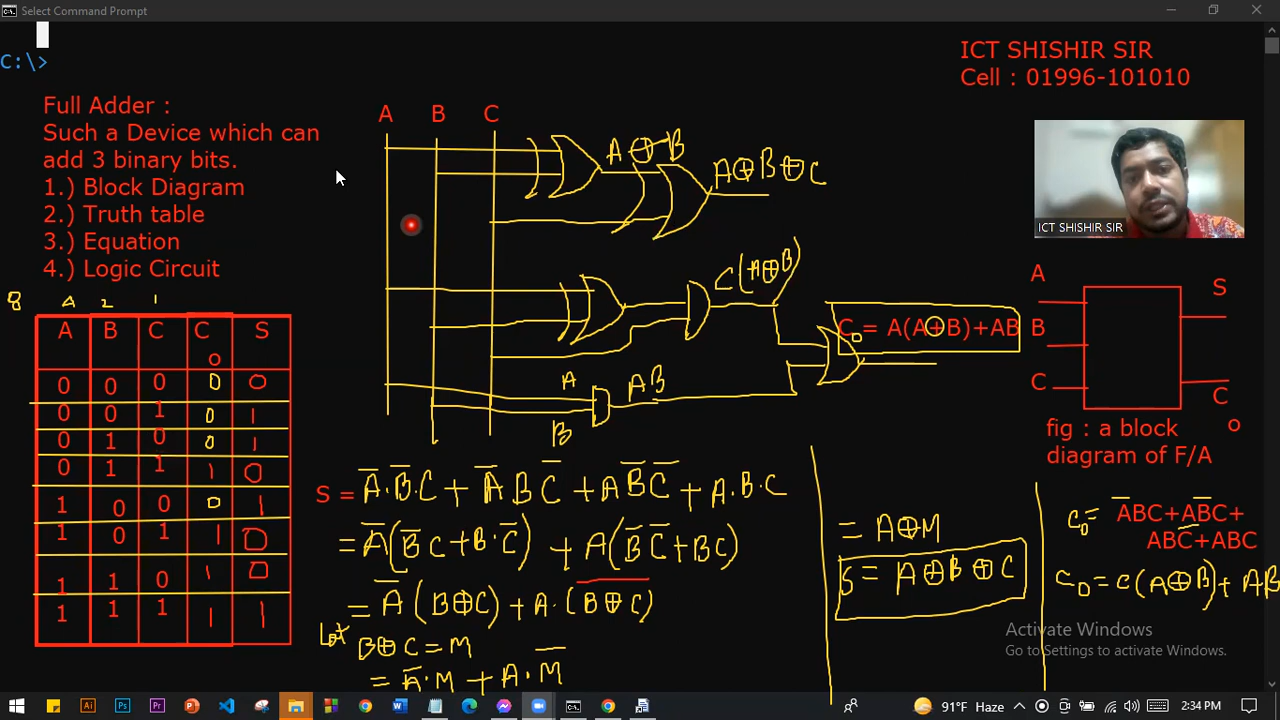 Select Command Prompt
C:\>
ICT SHISHIR SIR
Cell : 01996-101010
Full Adder :
Such a Device which can
add 3 binary bits.
1.) Block Diagram
2.) Truth table
3.) Equation
4.) Logic Circuit
A B C
A⊕B
A⊕B⊕C
C(A⊕B)
A
B
AB
C₀ = A(A⊕B)+AB
ICT SHISHIR SIR
A
B
C
S
C
o
fig : a block
diagram of F/A
8 4 2 1
A B C C₀ S
0 0 0 0 0
0 0 1 0 1
0 1 0 0 1
0 1 1 1 0
1 0 0 0 1
1 0 1 1 0
1 1 0 1 0
1 1 1 1 1
S = A̅.B̅.C + A̅ B C̅ + A B̅ C̅ + A.B.C
= A̅(B̅ C + B.C̅) + A(B̅ C̅ + BC)
= A̅ (B⊕C) + A.(B⊕C)̅
Let B⊕C = M
= A̅.M + A.M̅
= A⊕M
S = A⊕B⊕C
C₀ = A̅BC+AB̅C+
ABC̅+ABC
C₀ = C(A⊕B)+AB
Activate Windows
Go to Settings to activate Windows.
91°F Haze
ENG
2:34 PM